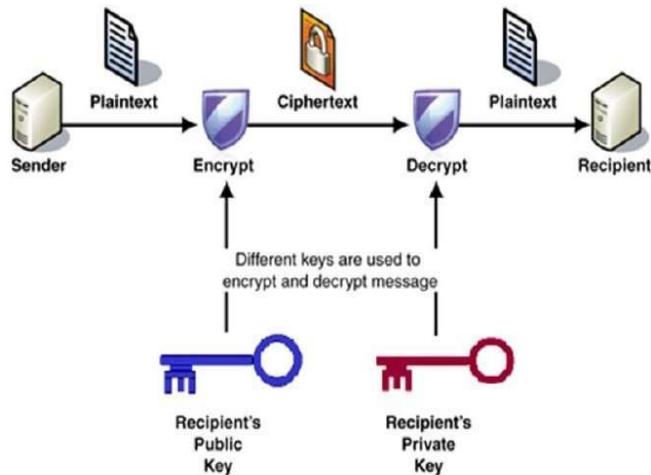 Plaintext
Ciphertext
Plaintext
Sender
Encrypt
Decrypt
Recipient
Different keys are used to
encrypt and decrypt message
Recipient's
Public
Key
Recipient's
Private
Key